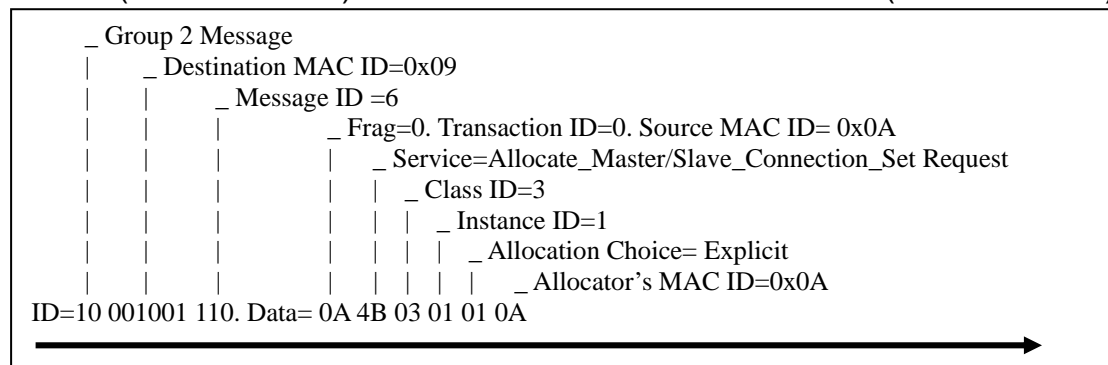 _ Group 2 Message
| _ Destination MAC ID=0x09
| | _ Message ID =6
| | | _ Frag=0. Transaction ID=0. Source MAC ID= 0x0A
| | | | _ Service=Allocate_Master/Slave_Connection_Set Request
| | | | | _ Class ID=3
| | | | | | _ Instance ID=1
| | | | | | | _ Allocation Choice= Explicit
| | | | | | | | _ Allocator’s MAC ID=0x0A
ID=10 001001 110. Data= 0A 4B 03 01 01 0A